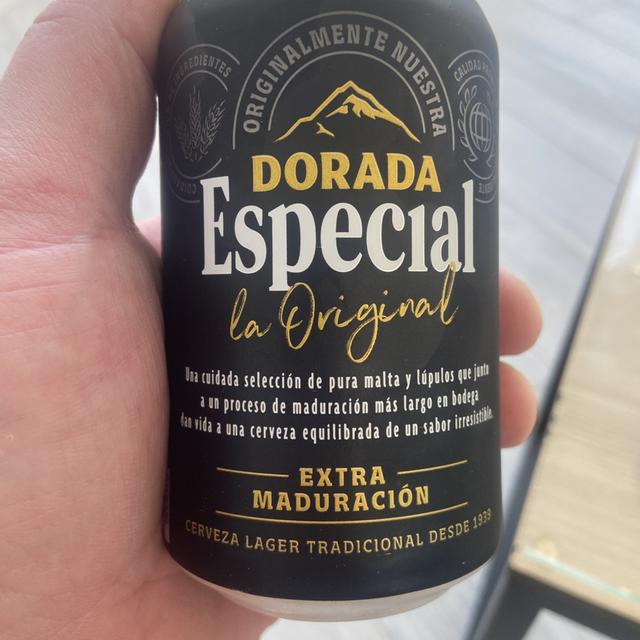 ORIGINALMENTE NUESTRA
INGREDIENTES
CALIDAD
DORADA
Especial
la Original
Una cuidada selección de pura malta y lúpulos que junto
a un proceso de maduración más largo en bodega
dan vida a una cerveza equilibrada de un sabor irresistible.
EXTRA
MADURACIÓN
CERVEZA LAGER TRADICIONAL DESDE 1939